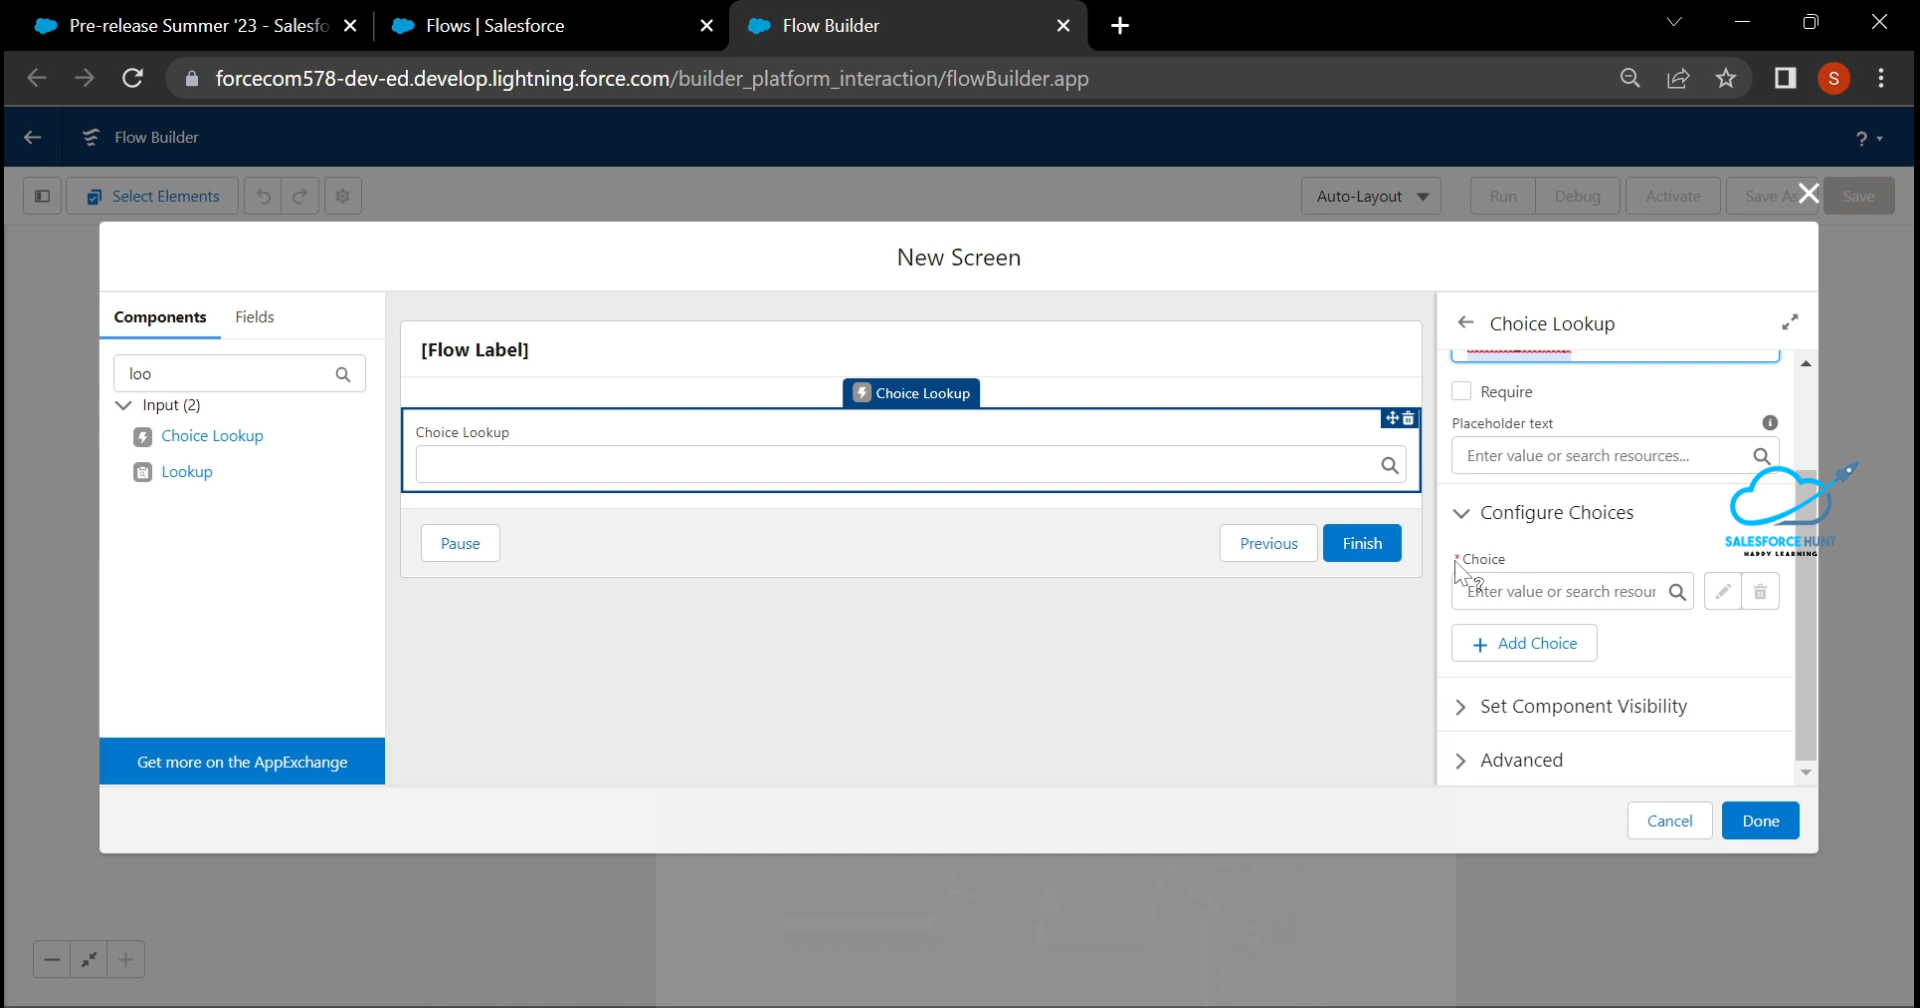 Pre-release Summer '23 - Salesfo
Flows | Salesforce
Flow Builder
forcecom578-dev-ed.develop.lightning.force.com/builder_platform_interaction/flowBuilder.app
S
Flow Builder
?
Select Elements
Auto-Layout
Run
Debug
Activate
Save As
Save
New Screen
Components
Fields
loo
Input (2)
Choice Lookup
Lookup
Get more on the AppExchange
[Flow Label]
Choice Lookup
Choice Lookup
Pause
Previous
Finish
Choice Lookup
Require
Placeholder text
Enter value or search resources...
Configure Choices
SALESFORCE HUNT
HAPPY LEARNING
* Choice
Enter value or search resour
+ Add Choice
Set Component Visibility
Advanced
Cancel
Done